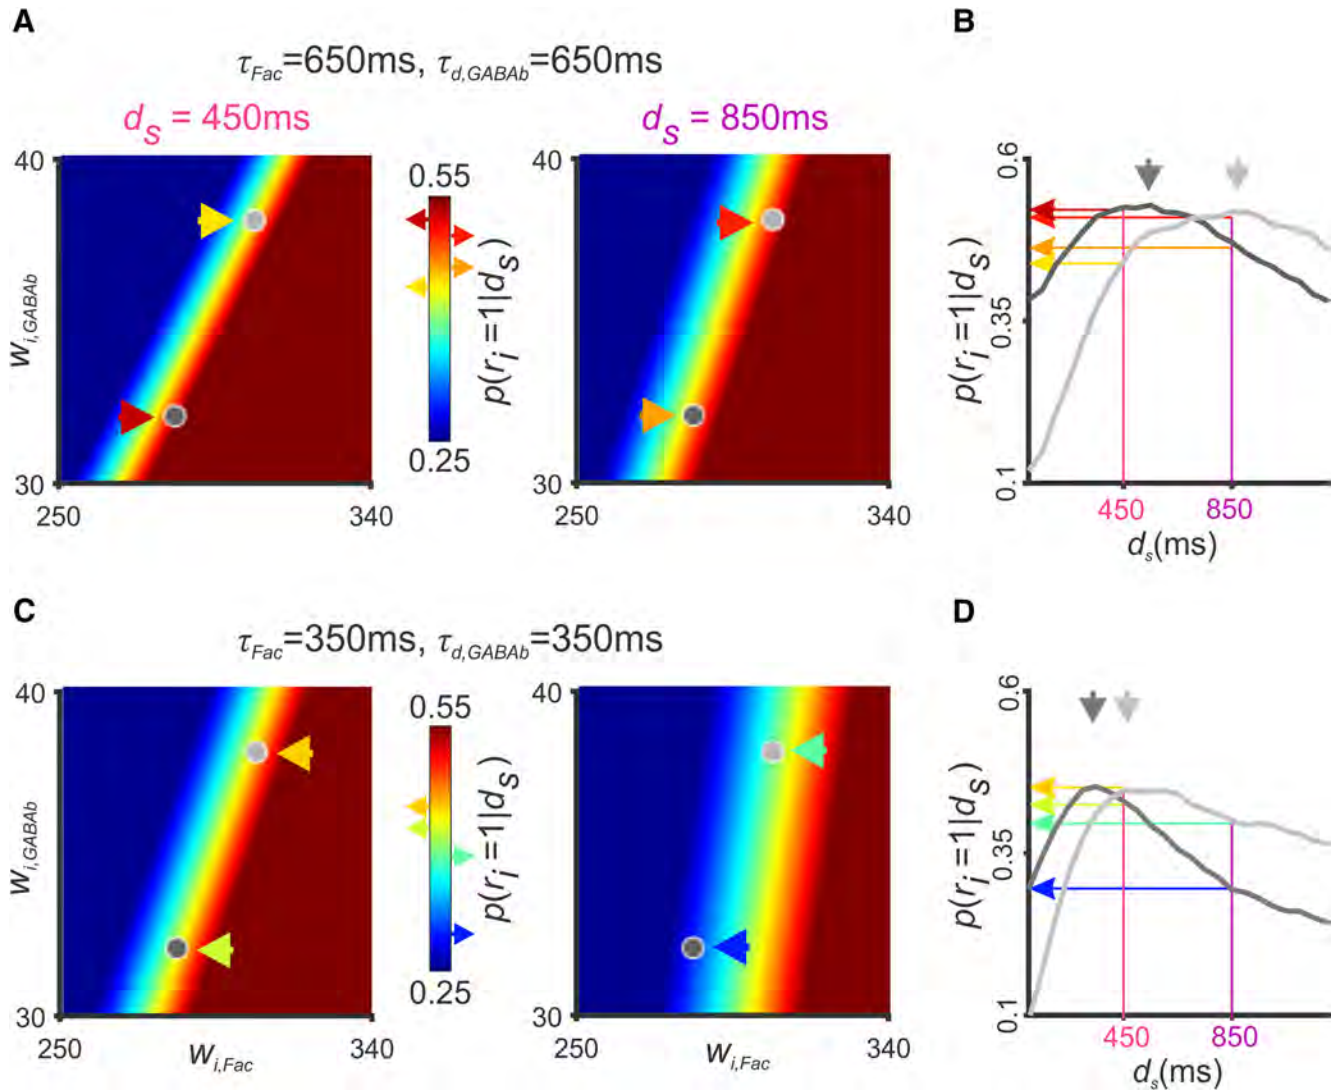 A
B
τFac=650ms, τd,GABAb=650ms
dS = 450ms
dS = 850ms
40
0.55
40
0.6
wi,GABAb
p(ri=1|dS)
p(ri=1|dS)
0.35
0.25
30
30
0.1
250
340
250
340
450
850
ds(ms)
C
D
τFac=350ms, τd,GABAb=350ms
40
0.55
40
0.6
wi,GABAb
p(ri=1|dS)
p(ri=1|dS)
0.35
0.25
30
30
0.1
250
wi,Fac
340
250
wi,Fac
340
450
850
ds(ms)